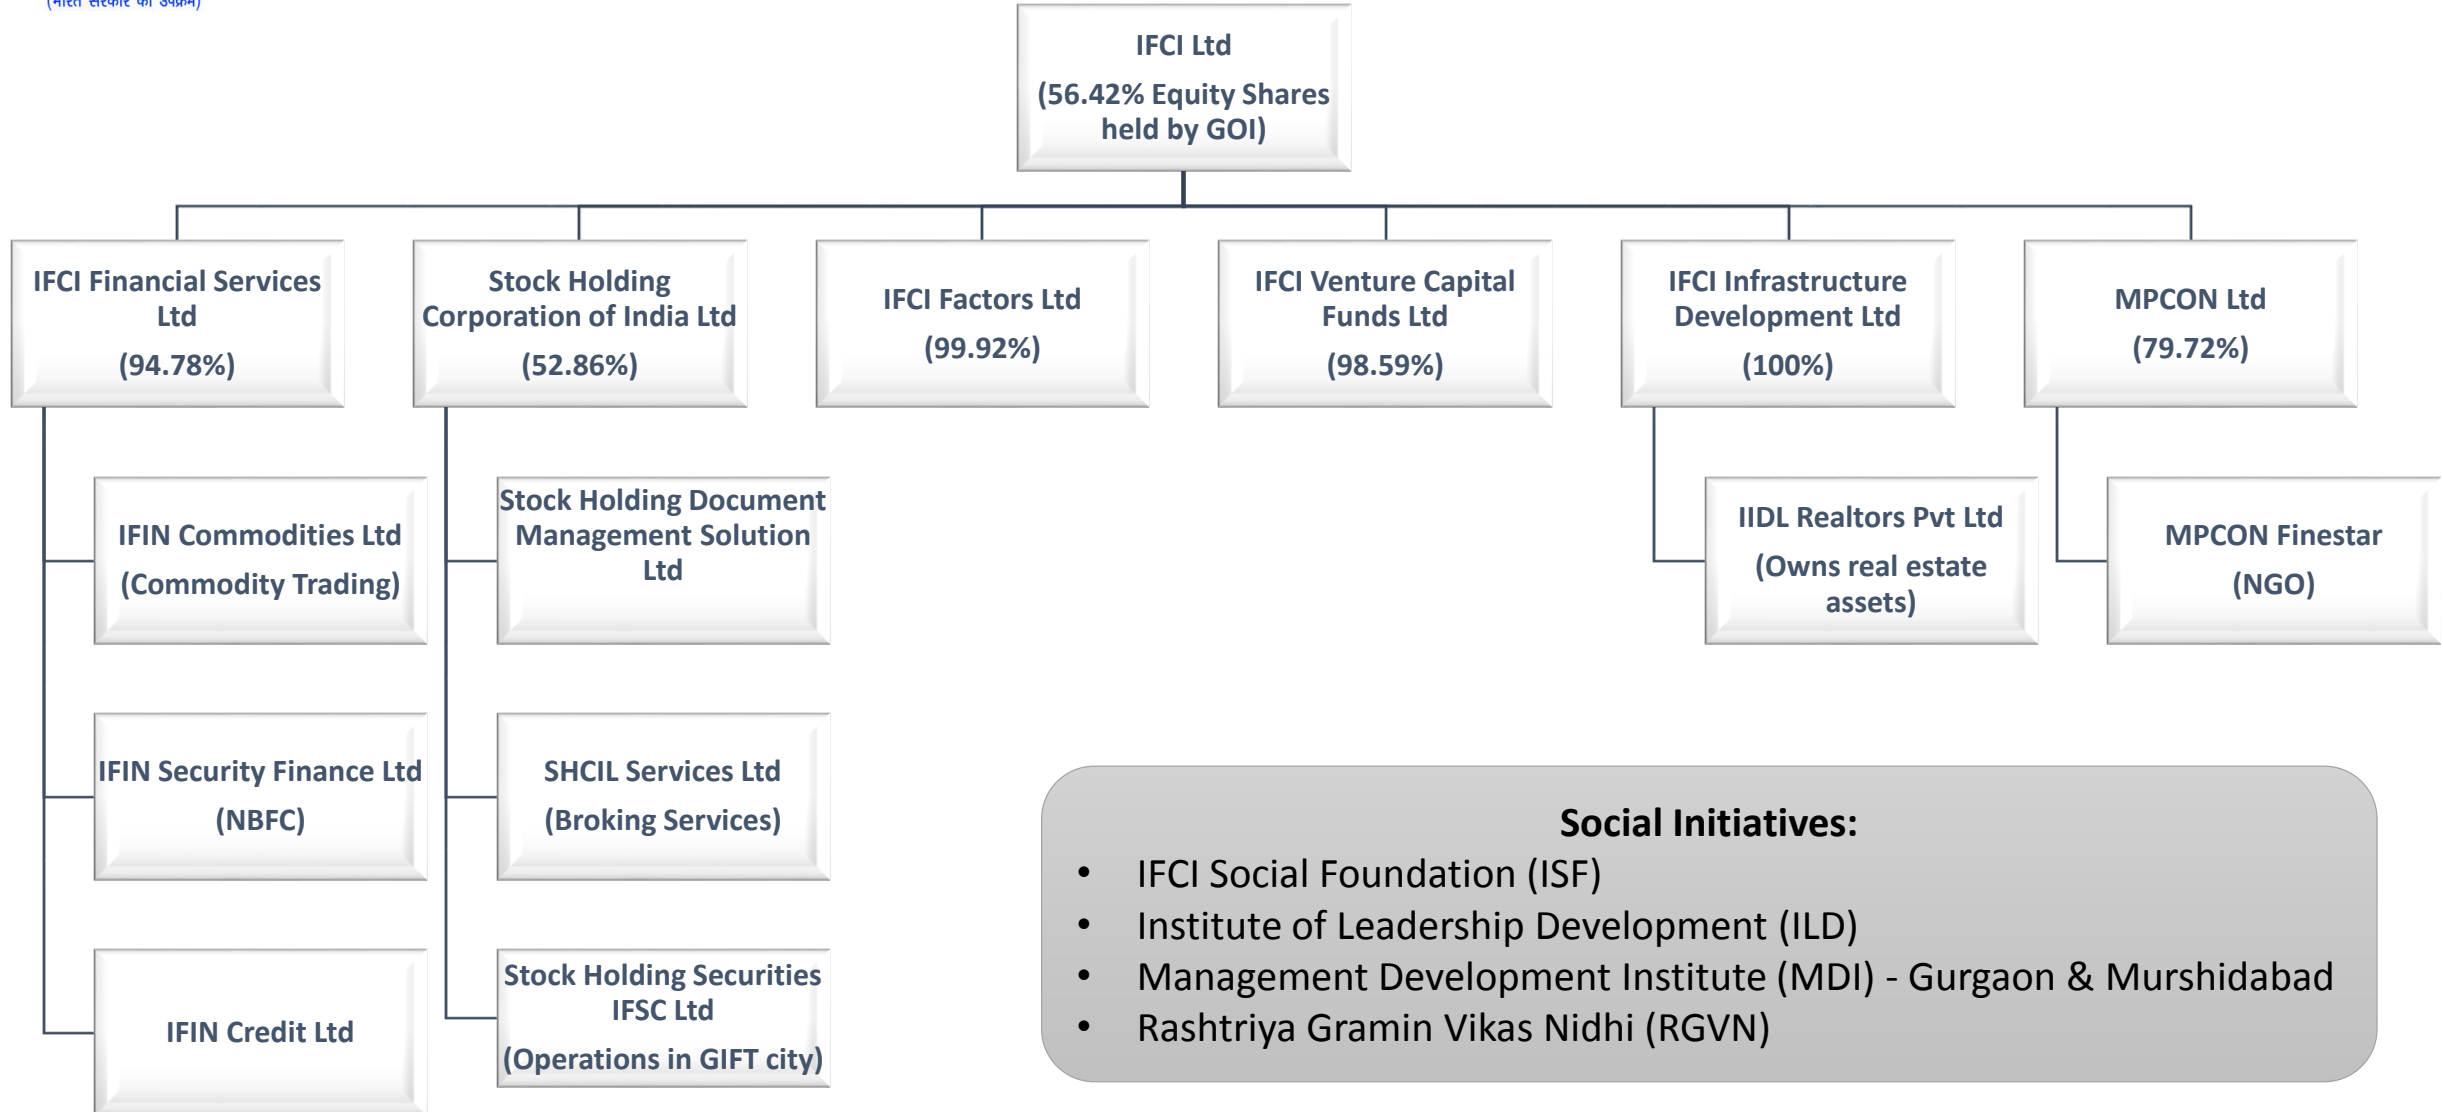 (भारत सरकार का उपक्रम)
IFCI Ltd
(56.42% Equity Shares
held by GOI)
IFCI Financial Services
Ltd
(94.78%)
Stock Holding
Corporation of India Ltd
(52.86%)
IFCI Factors Ltd
(99.92%)
IFCI Venture Capital
Funds Ltd
(98.59%)
IFCI Infrastructure
Development Ltd
(100%)
MPCON Ltd
(79.72%)
IFIN Commodities Ltd
(Commodity Trading)
Stock Holding Document
Management Solution
Ltd
IIDL Realtors Pvt Ltd
(Owns real estate
assets)
MPCON Finestar
(NGO)
IFIN Security Finance Ltd
(NBFC)
SHCIL Services Ltd
(Broking Services)
IFIN Credit Ltd
Stock Holding Securities
IFSC Ltd
(Operations in GIFT city)
Social Initiatives:
• IFCI Social Foundation (ISF)
• Institute of Leadership Development (ILD)
• Management Development Institute (MDI) - Gurgaon & Murshidabad
• Rashtriya Gramin Vikas Nidhi (RGVN)